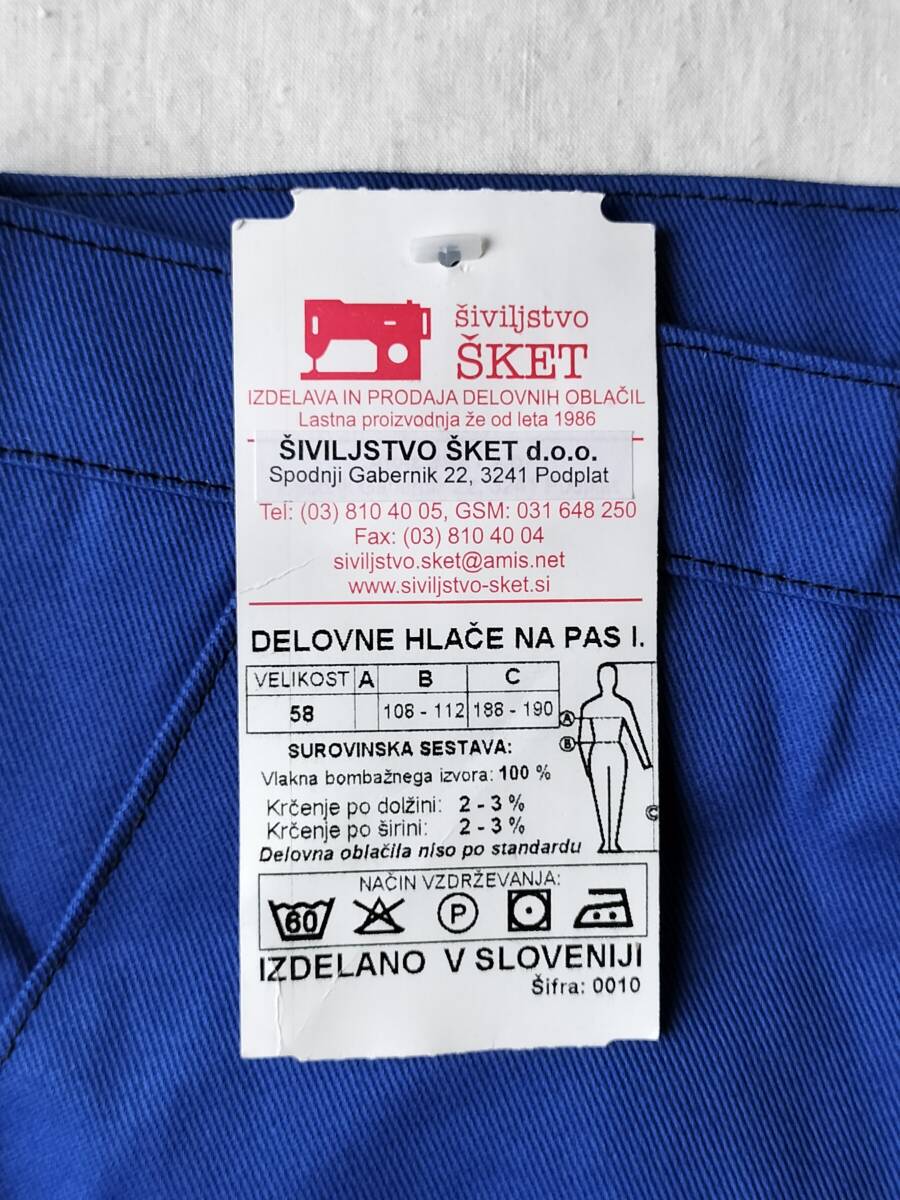 šiviljstvo
ŠKET
IZDELAVA IN PRODAJA DELOVNIH OBLAČIL
Lastna proizvodnja že od leta 1986
ŠIVILJSTVO ŠKET d.o.o.
Spodnji Gabernik 22, 3241 Podplat
Tel: (03) 810 40 05, GSM: 031 648 250
Fax: (03) 810 40 04
siviljstvo.sket@amis.net
www.siviljstvo-sket.si
DELOVNE HLAČE NA PAS I.
VELIKOST A B C
58 108 - 112 188 - 190
SUROVINSKA SESTAVA:
Vlakna bombažnega izvora: 100 %
Krčenje po dolžini: 2 - 3 %
Krčenje po širini: 2 - 3 %
Delovna oblačila niso po standardu
A
B
C
NAČIN VZDRŽEVANJA:
60 P
IZDELANO V SLOVENIJI
Šifra: 0010